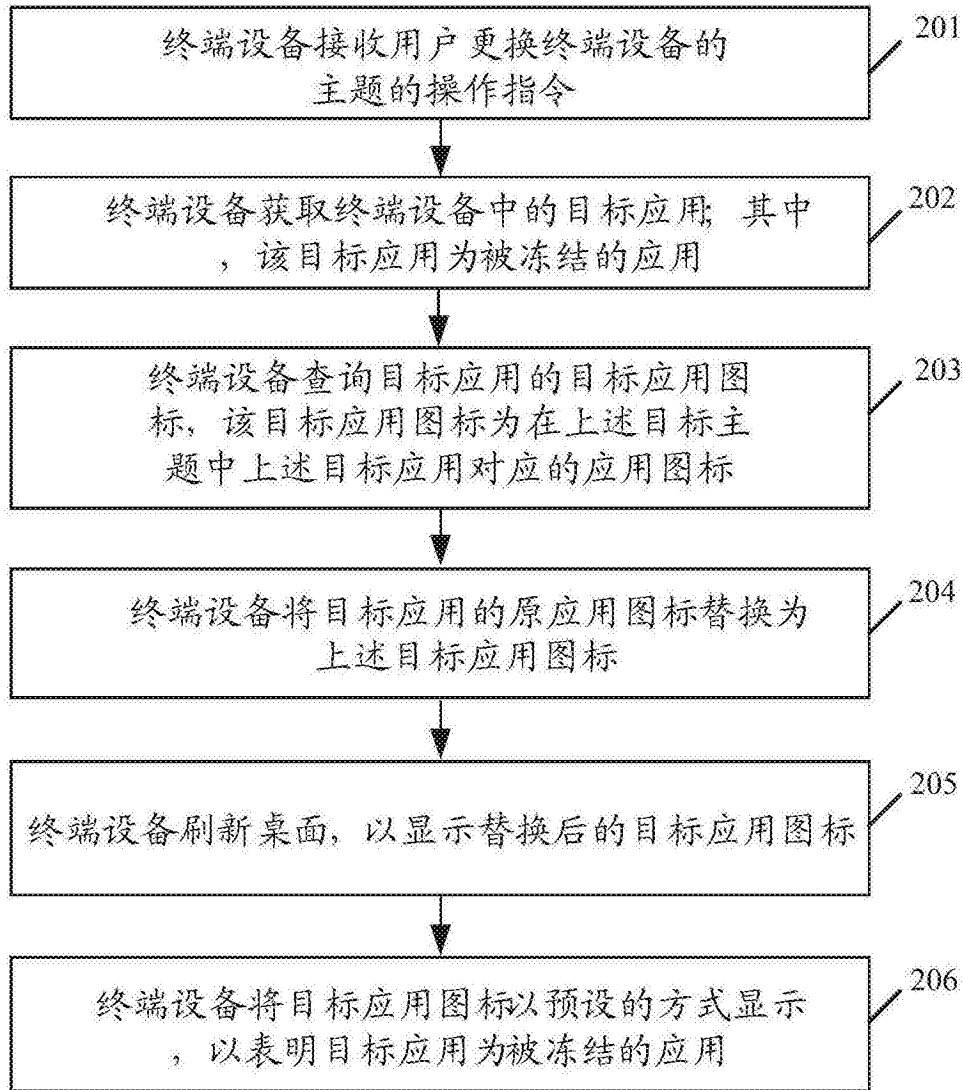 终端设备接收用户更换终端设备的
主题的操作指令
201
终端设备获取终端设备中的目标应用;其中
,该目标应用为被冻结的应用
202
终端设备查询目标应用的目标应用图
标,该目标应用图标为在上述目标主
题中上述目标应用对应的应用图标
203
终端设备将目标应用的原应用图标替换为
上述目标应用图标
204
终端设备刷新桌面,以显示替换后的目标应用图标
205
终端设备将目标应用图标以预设的方式显示
,以表明目标应用为被冻结的应用
206